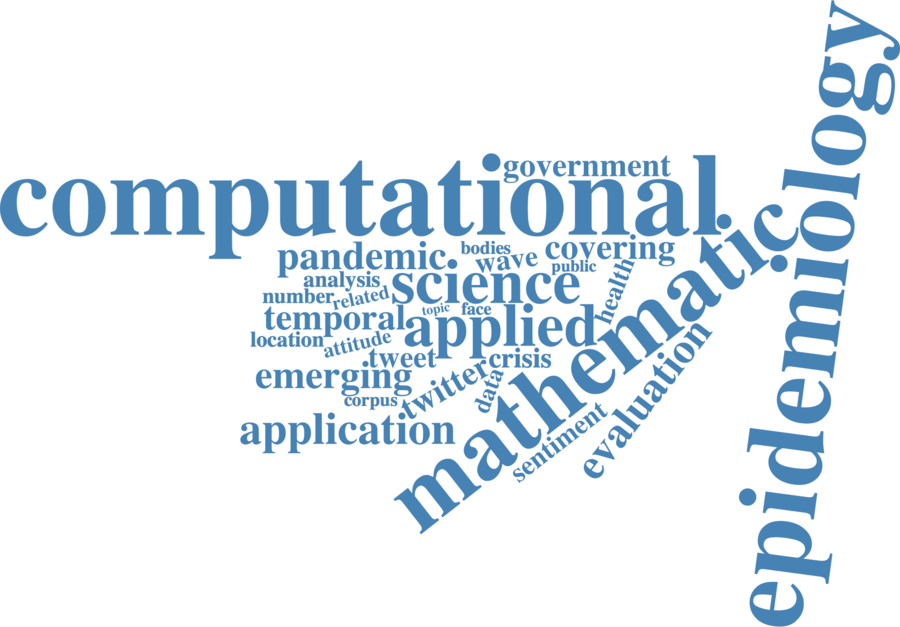 epidemiology
government
computational
mathematic
pandemic
bodies
covering
wave
public
analysis
science
health
number
related
topic
face
temporal
applied
location
attitude
tweet
crisis
emerging
twitter
data
evaluation
corpus
application
sentiment